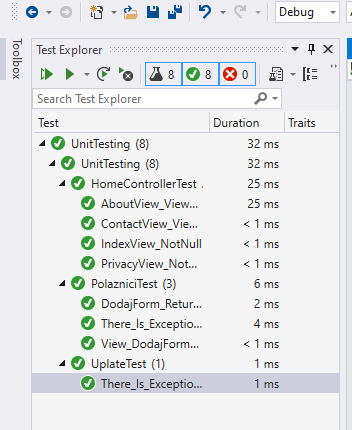 Debug
Toolbox
Test Explorer
8 8 0
Search Test Explorer
Test Duration Traits
UnitTesting (8) 32 ms
UnitTesting (8) 32 ms
HomeControllerTest 25 ms
AboutView_View... 25 ms
ContactView_Vie... < 1 ms
IndexView_NotNull < 1 ms
PrivacyView_Not... < 1 ms
PolazniciTest (3) 6 ms
DodajForm_Retur... 2 ms
There_Is_Exceptio... 4 ms
View_DodajForm... < 1 ms
UplateTest (1) 1 ms
There_Is_Exceptio... 1 ms